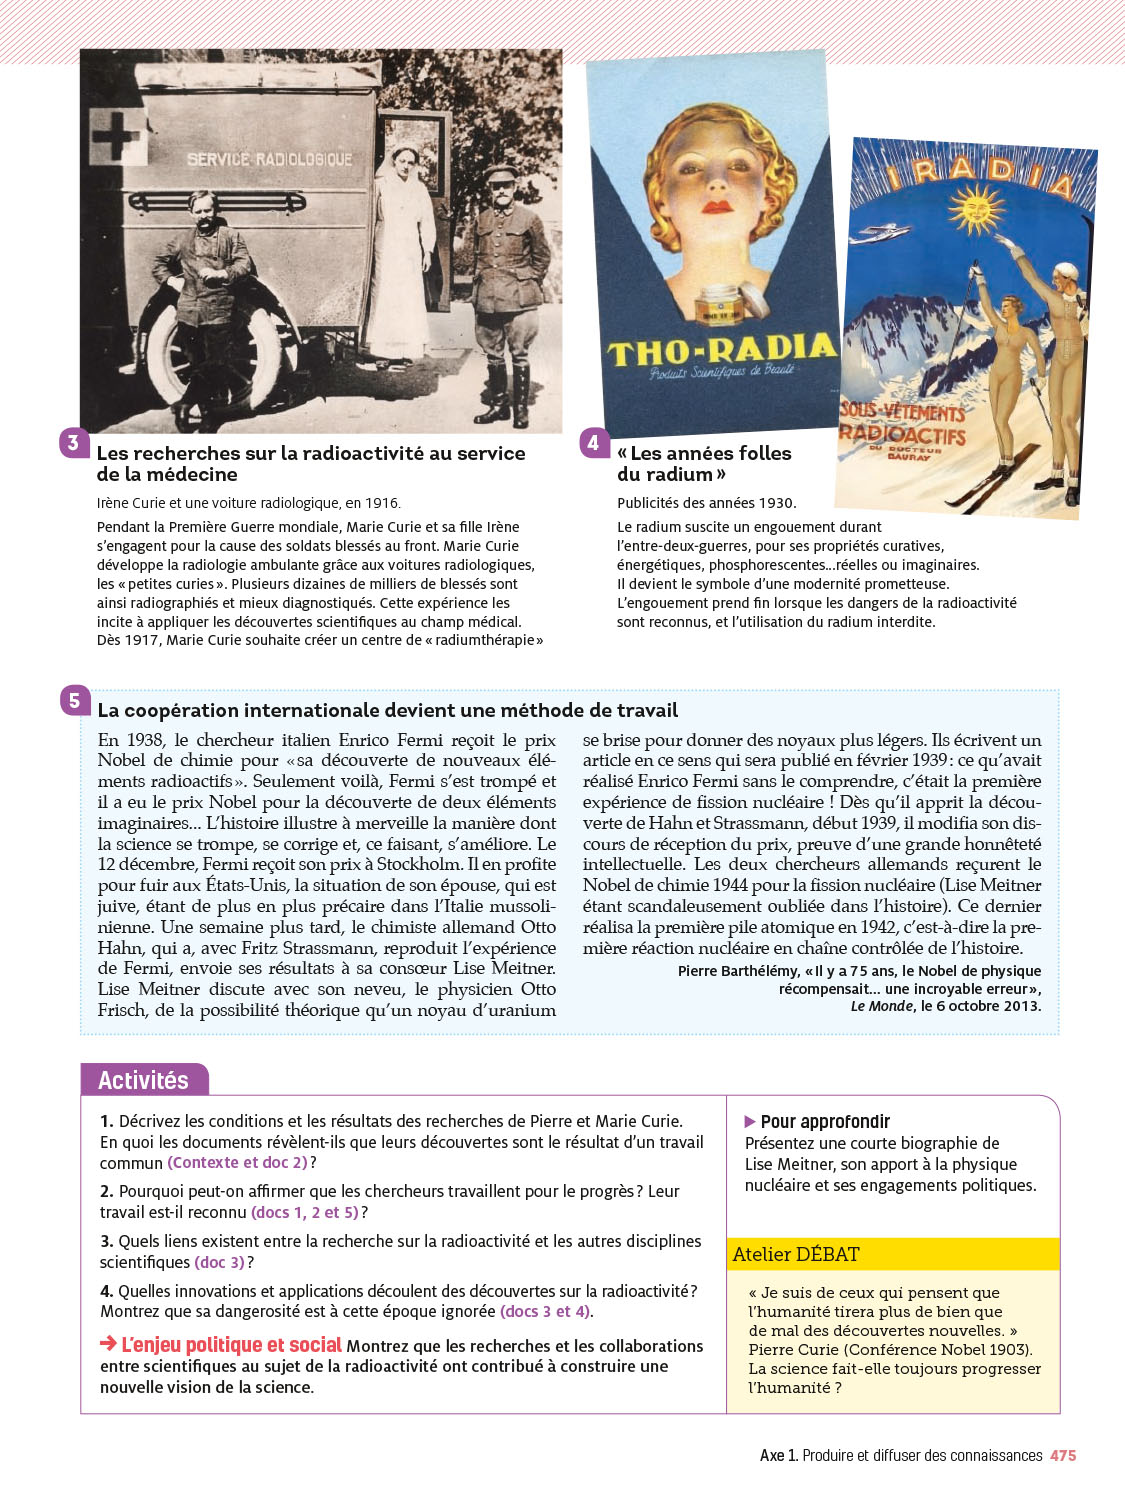 SERVICE RADIOLOGIQUE
THO-RADIA
Produits Scientifiques de Beauté
IRADIA
SOUS-VÊTEMENTS
RADIOACTIFS
DU DOCTEUR
BAURAY
3
Les recherches sur la radioactivité au service
de la médecine
Irène Curie et une voiture radiologique, en 1916.
Pendant la Première Guerre mondiale, Marie Curie et sa fille Irène
s’engagent pour la cause des soldats blessés au front. Marie Curie
développe la radiologie ambulante grâce aux voitures radiologiques,
les « petites curies ». Plusieurs dizaines de milliers de blessés sont
ainsi radiographiés et mieux diagnostiqués. Cette expérience les
incite à appliquer les découvertes scientifiques au champ médical.
Dès 1917, Marie Curie souhaite créer un centre de « radiumthérapie »
4
« Les années folles
du radium »
Publicités des années 1930.
Le radium suscite un engouement durant
l’entre-deux-guerres, pour ses propriétés curatives,
énergétiques, phosphorescentes...réelles ou imaginaires.
Il devient le symbole d’une modernité prometteuse.
L’engouement prend fin lorsque les dangers de la radioactivité
sont reconnus, et l’utilisation du radium interdite.
5
La coopération internationale devient une méthode de travail
En 1938, le chercheur italien Enrico Fermi reçoit le prix
Nobel de chimie pour « sa découverte de nouveaux élé-
ments radioactifs ». Seulement voilà, Fermi s’est trompé et
il a eu le prix Nobel pour la découverte de deux éléments
imaginaires... L’histoire illustre à merveille la manière dont
la science se trompe, se corrige et, ce faisant, s’améliore. Le
12 décembre, Fermi reçoit son prix à Stockholm. Il en profite
pour fuir aux États-Unis, la situation de son épouse, qui est
juive, étant de plus en plus précaire dans l’Italie mussoli-
nienne. Une semaine plus tard, le chimiste allemand Otto
Hahn, qui a, avec Fritz Strassmann, reproduit l’expérience
de Fermi, envoie ses résultats à sa consœur Lise Meitner.
Lise Meitner discute avec son neveu, le physicien Otto
Frisch, de la possibilité théorique qu’un noyau d’uranium
se brise pour donner des noyaux plus légers. Ils écrivent un
article en ce sens qui sera publié en février 1939 : ce qu’avait
réalisé Enrico Fermi sans le comprendre, c’était la première
expérience de fission nucléaire ! Dès qu’il apprit la décou-
verte de Hahn et Strassmann, début 1939, il modifia son dis-
cours de réception du prix, preuve d’une grande honnêteté
intellectuelle. Les deux chercheurs allemands reçurent le
Nobel de chimie 1944 pour la fission nucléaire (Lise Meitner
étant scandaleusement oubliée dans l’histoire). Ce dernier
réalisa la première pile atomique en 1942, c’est-à-dire la pre-
mière réaction nucléaire en chaîne contrôlée de l’histoire.
Pierre Barthélémy, « Il y a 75 ans, le Nobel de physique
récompensait... une incroyable erreur »,
Le Monde, le 6 octobre 2013.
Activités
1. Décrivez les conditions et les résultats des recherches de Pierre et Marie Curie.
En quoi les documents révèlent-ils que leurs découvertes sont le résultat d’un travail
commun (Contexte et doc 2) ?
2. Pourquoi peut-on affirmer que les chercheurs travaillent pour le progrès ? Leur
travail est-il reconnu (docs 1, 2 et 5) ?
3. Quels liens existent entre la recherche sur la radioactivité et les autres disciplines
scientifiques (doc 3) ?
4. Quelles innovations et applications découlent des découvertes sur la radioactivité ?
Montrez que sa dangerosité est à cette époque ignorée (docs 3 et 4).
→ L’enjeu politique et social Montrez que les recherches et les collaborations
entre scientifiques au sujet de la radioactivité ont contribué à construire une
nouvelle vision de la science.
▶ Pour approfondir
Présentez une courte biographie de
Lise Meitner, son apport à la physique
nucléaire et ses engagements politiques.
Atelier DÉBAT
« Je suis de ceux qui pensent que
l’humanité tirera plus de bien que
de mal des découvertes nouvelles. »
Pierre Curie (Conférence Nobel 1903).
La science fait-elle toujours progresser
l’humanité ?
Axe 1. Produire et diffuser des connaissances 475